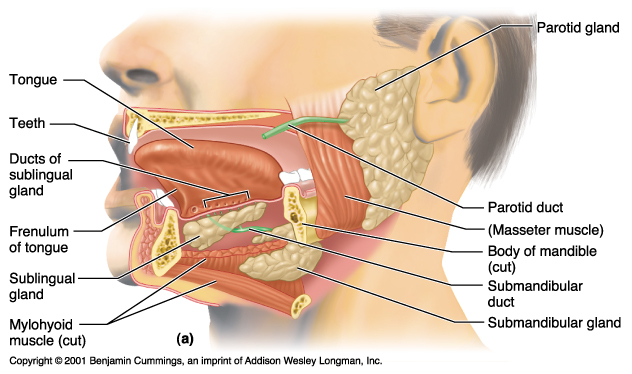 Parotid gland
Tongue
Teeth
Ducts of
sublingual
gland
Frenulum
of tongue
Sublingual
gland
Mylohyoid
muscle (cut)
Parotid duct
(Masseter muscle)
Body of mandible
(cut)
Submandibular
duct
Submandibular gland
(a)
Copyright © 2001 Benjamin Cummings, an imprint of Addison Wesley Longman, Inc.